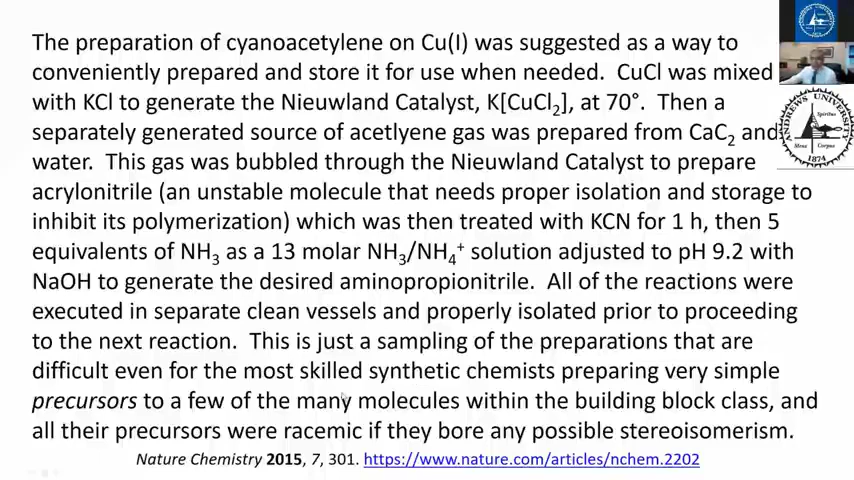 The preparation of cyanoacetylene on Cu(I) was suggested as a way to
conveniently prepared and store it for use when needed. CuCl was mixed
with KCl to generate the Nieuwland Catalyst, K[CuCl₂], at 70°. Then a
separately generated source of acetlyene gas was prepared from CaC₂ and
water. This gas was bubbled through the Nieuwland Catalyst to prepare
acrylonitrile (an unstable molecule that needs proper isolation and storage to
inhibit its polymerization) which was then treated with KCN for 1 h, then 5
equivalents of NH₃ as a 13 molar NH₃/NH₄⁺ solution adjusted to pH 9.2 with
NaOH to generate the desired aminopropionitrile. All of the reactions were
executed in separate clean vessels and properly isolated prior to proceeding
to the next reaction. This is just a sampling of the preparations that are
difficult even for the most skilled synthetic chemists preparing very simple
precursors to a few of the many molecules within the building block class, and
all their precursors were racemic if they bore any possible stereoisomerism.
Nature Chemistry 2015, 7, 301. https://www.nature.com/articles/nchem.2202
ANDREWS UNIVERSITY
Spiritus
Mens Corpus
1874